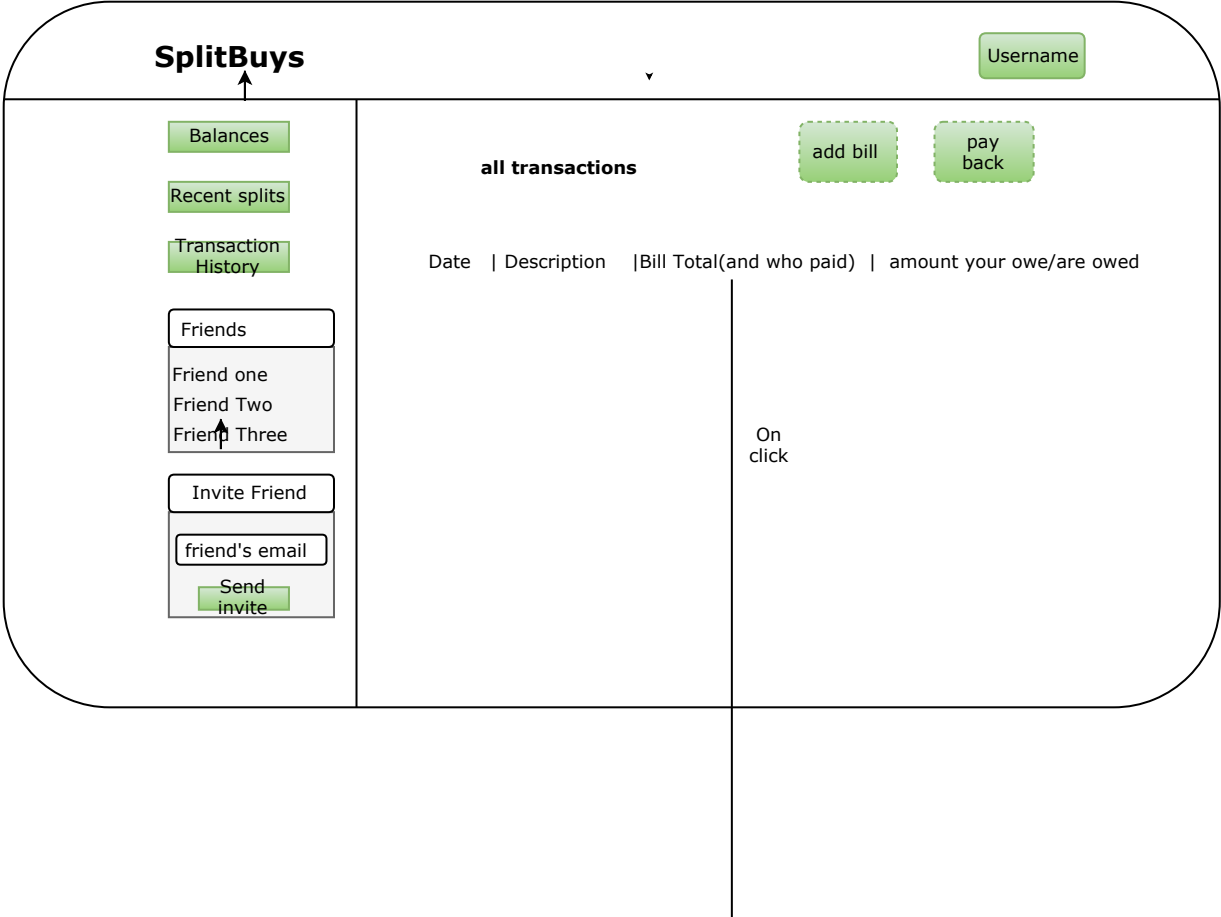 SplitBuys
Username
Balances
Recent splits
Transaction
History
Friends
Friend one
Friend Two
Friend Three
Invite Friend
friend's email
Send
invite
all transactions
add bill
pay
back
Date | Description |Bill Total(and who paid) | amount your owe/are owed
On
click